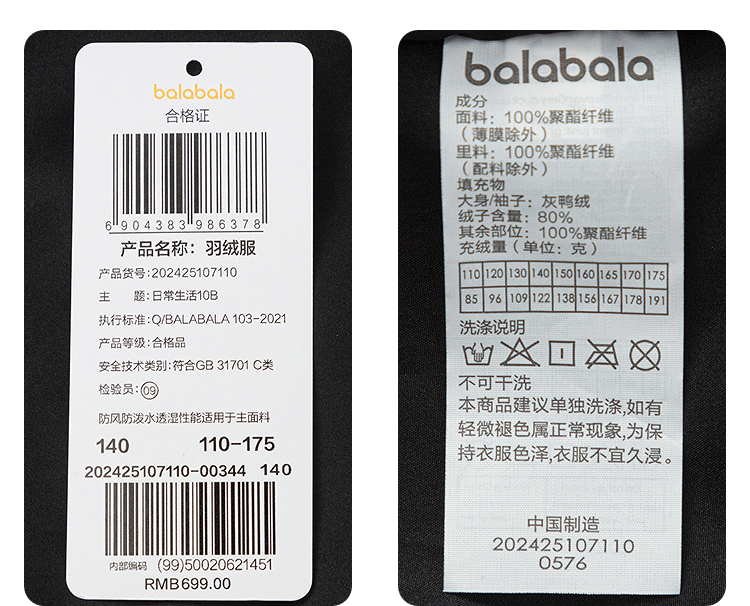 balabala
合格证
6 904383 986378
产品名称：羽绒服
产品货号:202425107110
主 题:日常生活10B
执行标准:Q/BALABALA 103-2021
产品等级:合格品
安全技术类别:符合GB 31701 C类
检验员:09
防风防泼水透湿性能适用于主面料
140 110-175
202425107110-00344 140
内部编码 (99)50020621451
RMB699.00
balabala
成分
面料：100%聚酯纤维
（薄膜除外）
里料：100%聚酯纤维
（配料除外）
填充物
大身/袖子：灰鸭绒
绒子含量：80%
其余部位：100%聚酯纤维
充绒量（单位：克）
110 120 130 140 150 160 165 170 175
85 96 109 122 138 156 167 178 191
洗涤说明
不可干洗
本商品建议单独洗涤,如有
轻微褪色属正常现象,为保
持衣服色泽,衣服不宜久浸。
中国制造
202425107110
0576